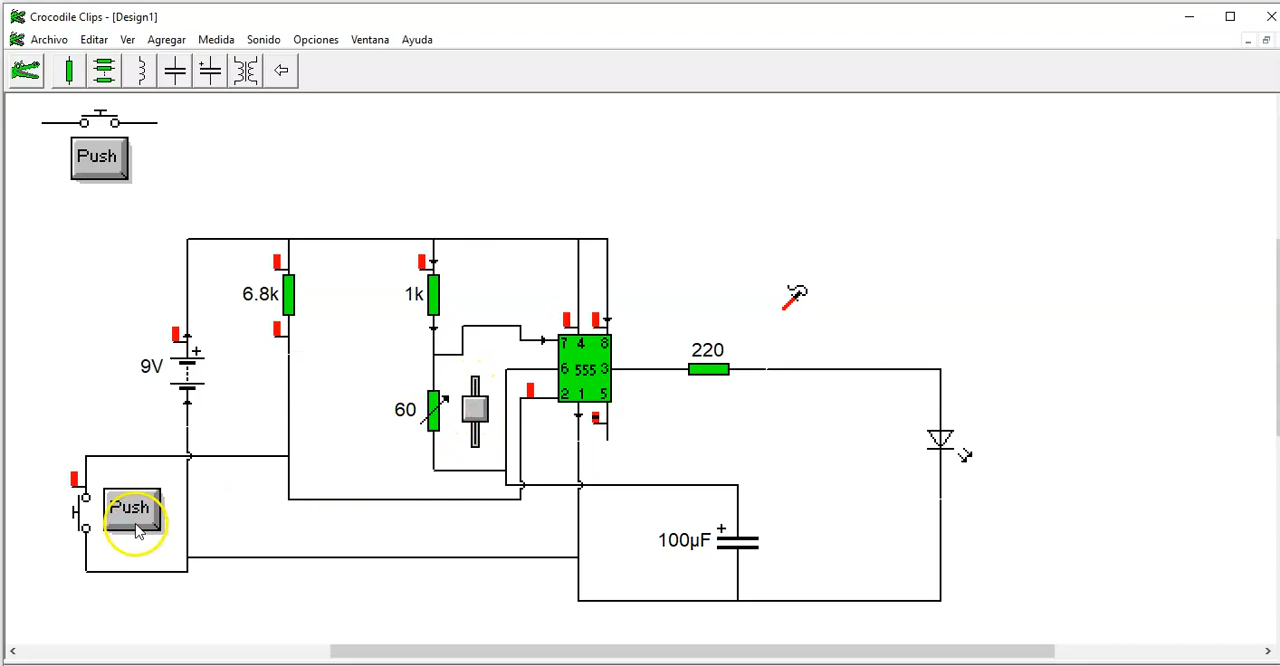 Crocodile Clips - [Design1]
Archivo Editar Ver Agregar Medida Sonido Opciones Ventana Ayuda
Push
6.8k
1k
9V
60
7 4 8
6 555 3
2 1 5
220
Push
100µF